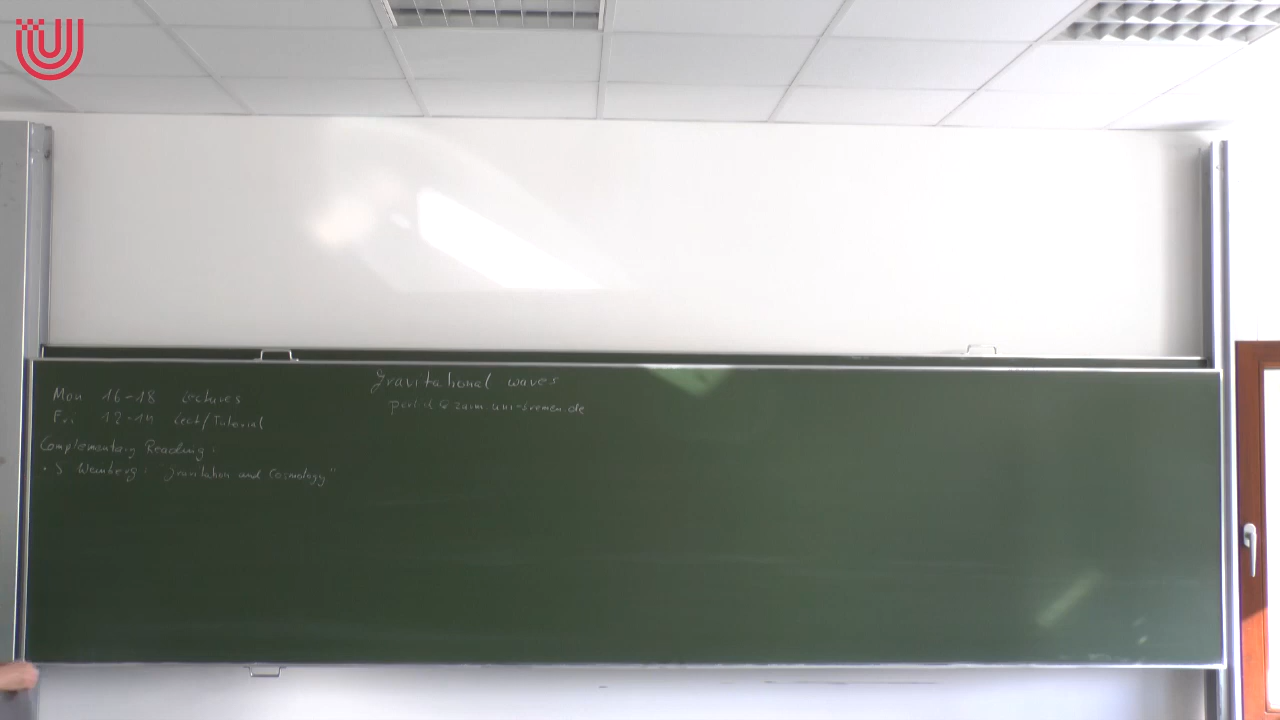 Gravitational waves
perlick@zarm.uni-bremen.de
Mon 16-18 Lectures
Fri 12-14 Lect/Tutorial
Complementary Reading:
• S. Weinberg: "Gravitation and Cosmology"